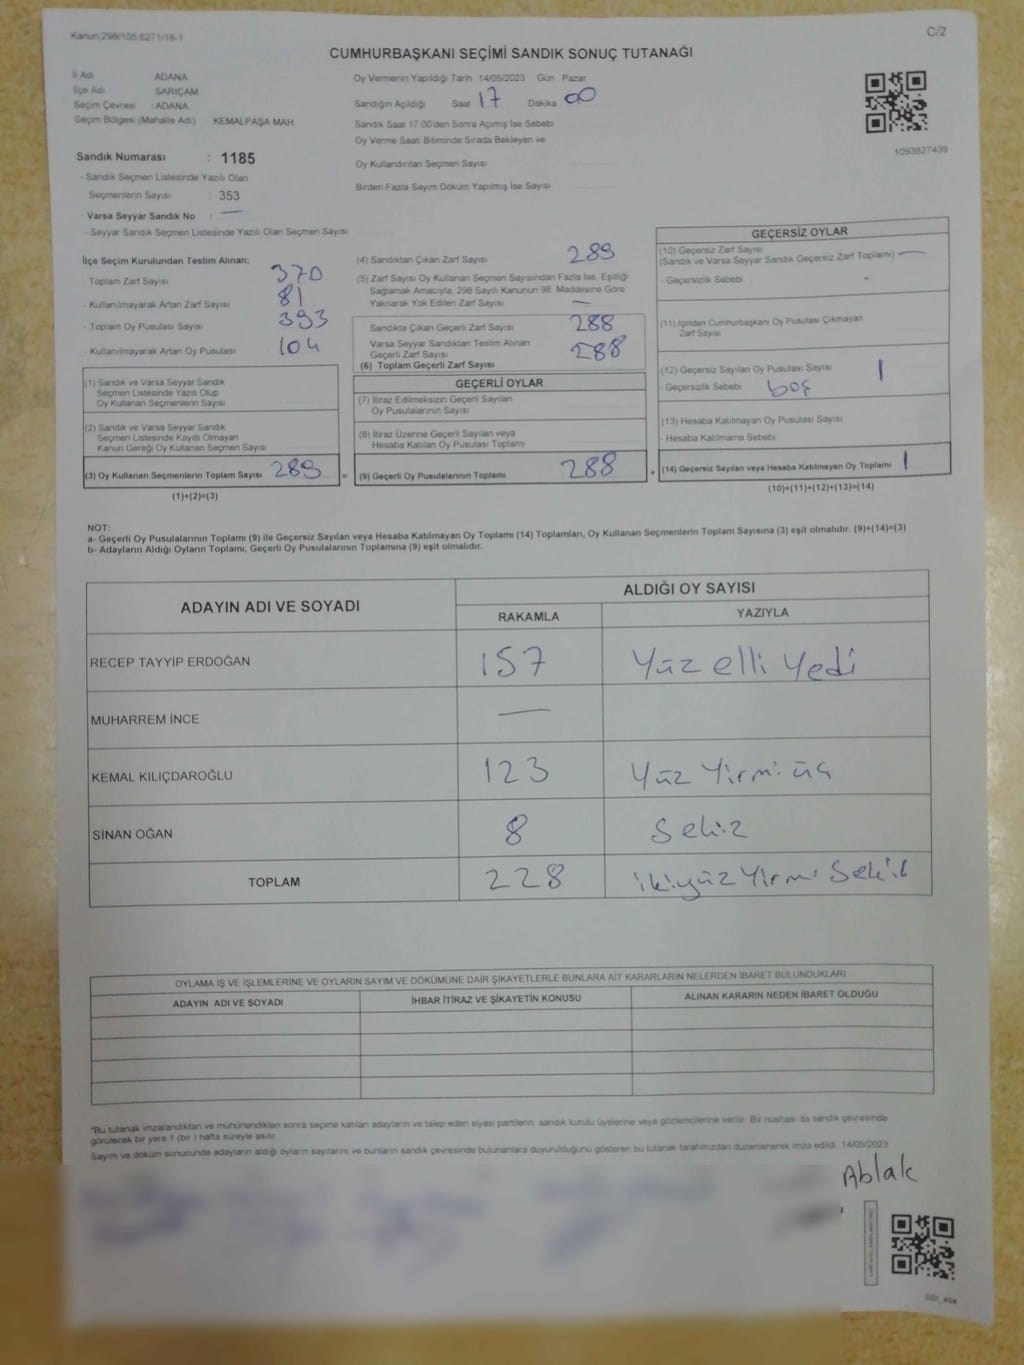 Kanun:298/105,6271/18-1
C/2
CUMHURBAŞKANI SEÇİMİ SANDIK SONUÇ TUTANAĞI
İl Adı ADANA
İlçe Adı SARIÇAM
Seçim Çevresi : ADANA
Seçim Bölgesi (Mahalle Adı) KEMALPAŞA MAH
Oy Vermenin Yapıldığı Tarih 14/05/2023 Gün Pazar
Sandığın Açıldığı Saat 17 Dakika 00
Sandık Saat 17:00'den Sonra Açılmış İse Sebebi
Oy Verme Saati Bitiminde Sırada Bekleyen ve
Oy Kullandırılan Seçmen Sayısı
Birden Fazla Sayım Döküm Yapılmış İse Sayısı
1093827439
Sandık Numarası : 1185
- Sandık Seçmen Listesinde Yazılı Olan
Seçmenlerin Sayısı : 353
Varsa Seyyar Sandık No : —
- Seyyar Sandık Seçmen Listesinde Yazılı Olan Seçmen Sayısı
İlçe Seçim Kurulundan Teslim Alınan;
- Toplam Zarf Sayısı 370
- Kullanılmayarak Artan Zarf Sayısı 81
- Toplam Oy Pusulası Sayısı 393
- Kullanılmayarak Artan Oy Pusulası 104
(1) Sandık ve Varsa Seyyar Sandık
Seçmen Listesinde Yazılı Olup
Oy Kullanan Seçmenlerin Sayısı
(2) Sandık ve Varsa Seyyar Sandık
Seçmen Listesinde Kayıtlı Olmayan
Kanun Gereği Oy Kullanan Seçmen Sayısı
(3) Oy Kullanan Seçmenlerin Toplam Sayısı 289 =
(1)+(2)=(3)
(4) Sandıktan Çıkan Zarf Sayısı 289
(5) Zarf Sayısı Oy Kullanan Seçmen Sayısından Fazla İse, Eşitliği
Sağlamak Amacıyla, 298 Sayılı Kanunun 98. Maddesine Göre
Yakılarak Yok Edilen Zarf Sayısı —
Sandıkta Çıkan Geçerli Zarf Sayısı 288
Varsa Seyyar Sandıktan Teslim Alınan
Geçerli Zarf Sayısı 288
(6) Toplam Geçerli Zarf Sayısı
GEÇERLİ OYLAR
(7) İtiraz Edilmeksizin Geçerli Sayılan
Oy Pusulalarının Sayısı
(8) İtiraz Üzerine Geçerli Sayılan veya
Hesaba Katılan Oy Pusulası Toplamı
(9) Geçerli Oy Pusulalarının Toplamı 288 +
GEÇERSİZ OYLAR
(10) Geçersiz Zarf Sayısı
(Sandık ve Varsa Seyyar Sandık Geçersiz Zarf Toplamı) —
- Geçersizlik Sebebi -
(11) İçinden Cumhurbaşkanı Oy Pusulası Çıkmayan
Zarf Sayısı
(12) Geçersiz Sayılan Oy Pusulası Sayısı 1
- Geçersizlik Sebebi boş
(13) Hesaba Katılmayan Oy Pusulası Sayısı
- Hesaba Katılmama Sebebi
(14) Geçersiz Sayılan veya Hesaba Katılmayan Oy Toplamı 1
(10)+(11)+(12)+(13)=(14)
NOT:
a- Geçerli Oy Pusulalarının Toplamı (9) ile Geçersiz Sayılan veya Hesaba Katılmayan Oy Toplamı (14) Toplamları, Oy Kullanan Seçmenlerin Toplam Sayısına (3) eşit olmalıdır. (9)+(14)=(3)
b- Adayların Aldığı Oyların Toplamı, Geçerli Oy Pusulalarının Toplamına (9) eşit olmalıdır.
ADAYIN ADI VE SOYADI
ALDIĞI OY SAYISI
RAKAMLA YAZIYLA
RECEP TAYYİP ERDOĞAN 157 Yüz elli Yedi
MUHARREM İNCE —
KEMAL KILIÇDAROĞLU 123 Yüz Yirmi üç
SİNAN OĞAN 8 Sekiz
TOPLAM 228 ikiyüz Yirmi Sekiz
OYLAMA İŞ VE İŞLEMLERİNE VE OYLARIN SAYIM VE DÖKÜMÜNE DAİR ŞİKAYETLERLE BUNLARA AİT KARARLARIN NELERDEN İBARET BULUNDUKLARI
ADAYIN ADI VE SOYADI İHBAR İTİRAZ VE ŞİKAYETİN KONUSU ALINAN KARARIN NEDEN İBARET OLDUĞU
"Bu tutanak imzalandıktan ve mühürlendikten sonra seçime katılan adayların ve talep eden siyasi partilerin sandık kurulu üyelerine veya gözlemcilerine verilir. Bir nüshası da sandık çevresinde
görülecek bir yere 1 (bir ) hafta süreyle asılır.
Sayım ve döküm sonucunda adayların aldığı oyların sayılarını ve bunların sandık çevresinde bulunanlara duyurulduğunu gösteren bu tutanak tarafımızdan düzenlenerek imza edildi. 14/05/2023
Ablak